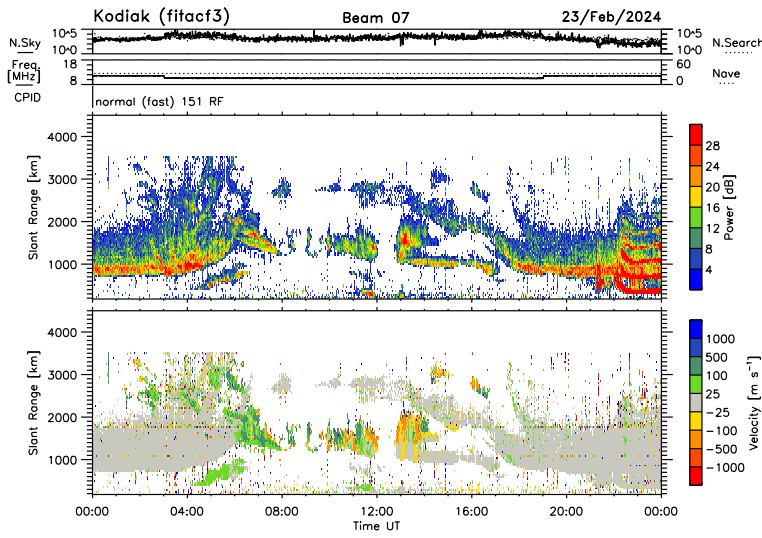 Kodiak (fitacf3) Beam 07 23/Feb/2024
N.Sky 10+5 10+0 10+5 10+0 N.Search
Freq. [MHz] 18 8 60 0 Nave
CPID normal (fast) 151 RF
Slant Range [km] 4000 3000 2000 1000
28 24 20 16 12 8 4 Power [dB]
Slant Range [km] 4000 3000 2000 1000
1000 500 100 25 −25 −100 −500 −1000 Velocity [m s⁻¹]
00:00 04:00 08:00 12:00 16:00 20:00 00:00
Time UT